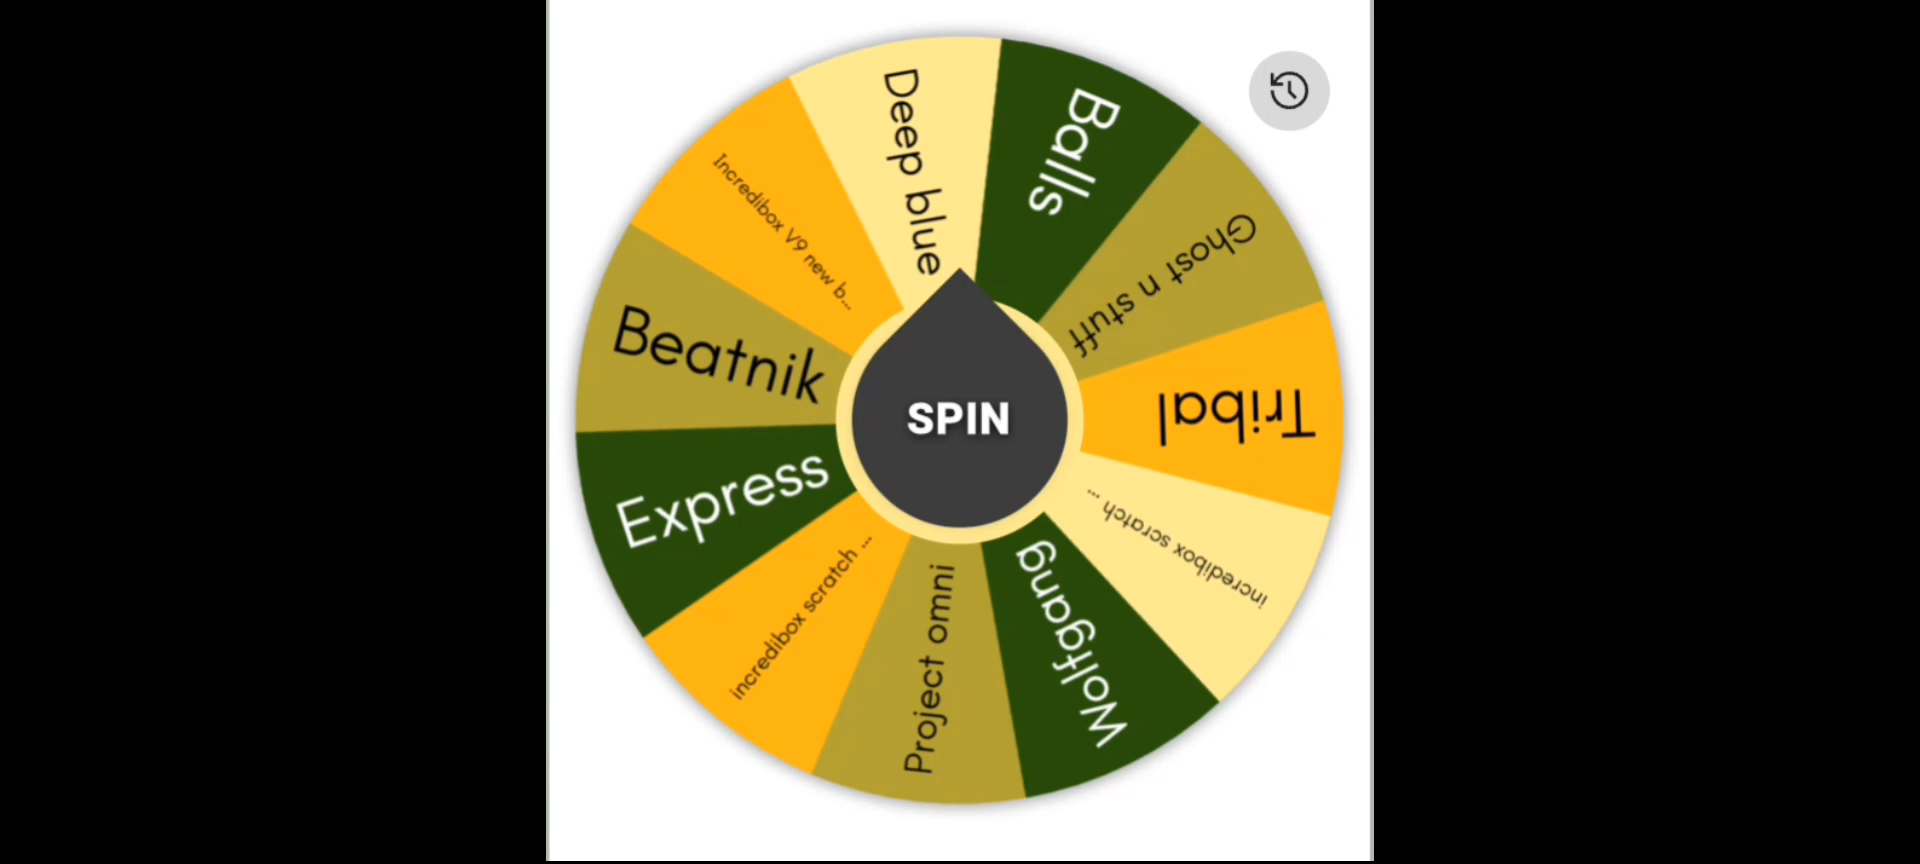 Deep blue
Balls
Ghost n stuff
Tribal
incredibox scratch ...
Wolfgang
Project omni
incredibox scratch ...
Express
Beatnik
Incredibox V9 new b...
SPIN